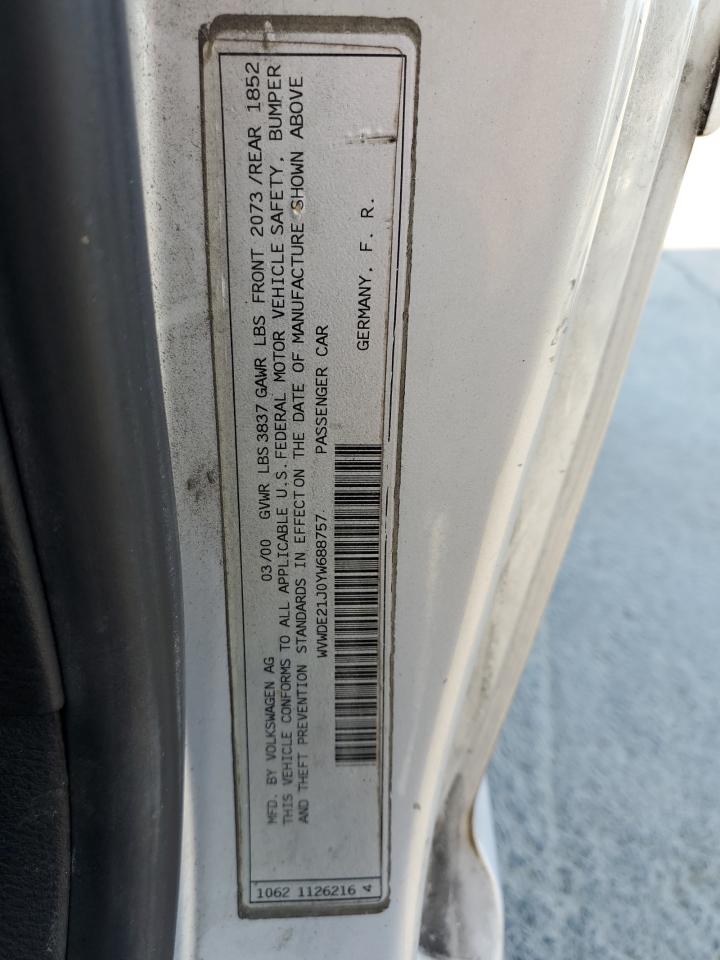 MFD. BY VOLKSWAGEN AG 03/00 GVWR LBS 3837 GAWR LBS FRONT 2073 /REAR 1852
THIS VEHICLE CONFORMS TO ALL APPLICABLE U.S. FEDERAL MOTOR VEHICLE SAFETY, BUMPER
AND THEFT PREVENTION STANDARDS IN EFFECT ON THE DATE OF MANUFACTURE SHOWN ABOVE
WVWDE21J0YW688757 PASSENGER CAR
GERMANY, F. R.
1062 1126216 4